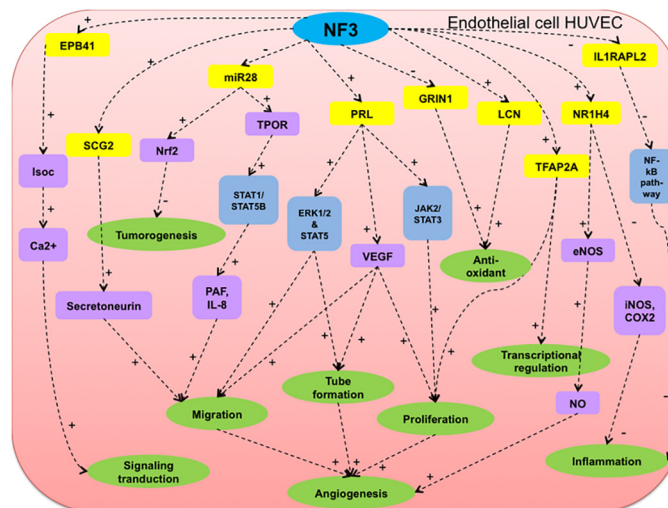 Endothelial cell HUVEC
NF3
EPB41
IL1RAPL2
miR28
GRIN1
SCG2
Nrf2
TPOR
PRL
LCN
NR1H4
TFAP2A
Isoc
STAT1/
STAT5B
ERK1/2
&
STAT5
JAK2/
STAT3
NF-
kB
path-
way
Tumorogenesis
Ca2+
VEGF
Anti-
oxidant
eNOS
Secretoneurin
PAF,
IL-8
iNOS,
COX2
Transcriptional
regulation
Tube
formation
Migration
Proliferation
NO
Signaling
tranduction
Angiogenesis
Inflammation
+
+
−
+
−
+
+
+
−
+
+
+
+
+
+
+
−
+
+
+
+
−
+
−
+
+
+
+
+
+
+
+
+
+
+
+
+
−
−
+
+
+